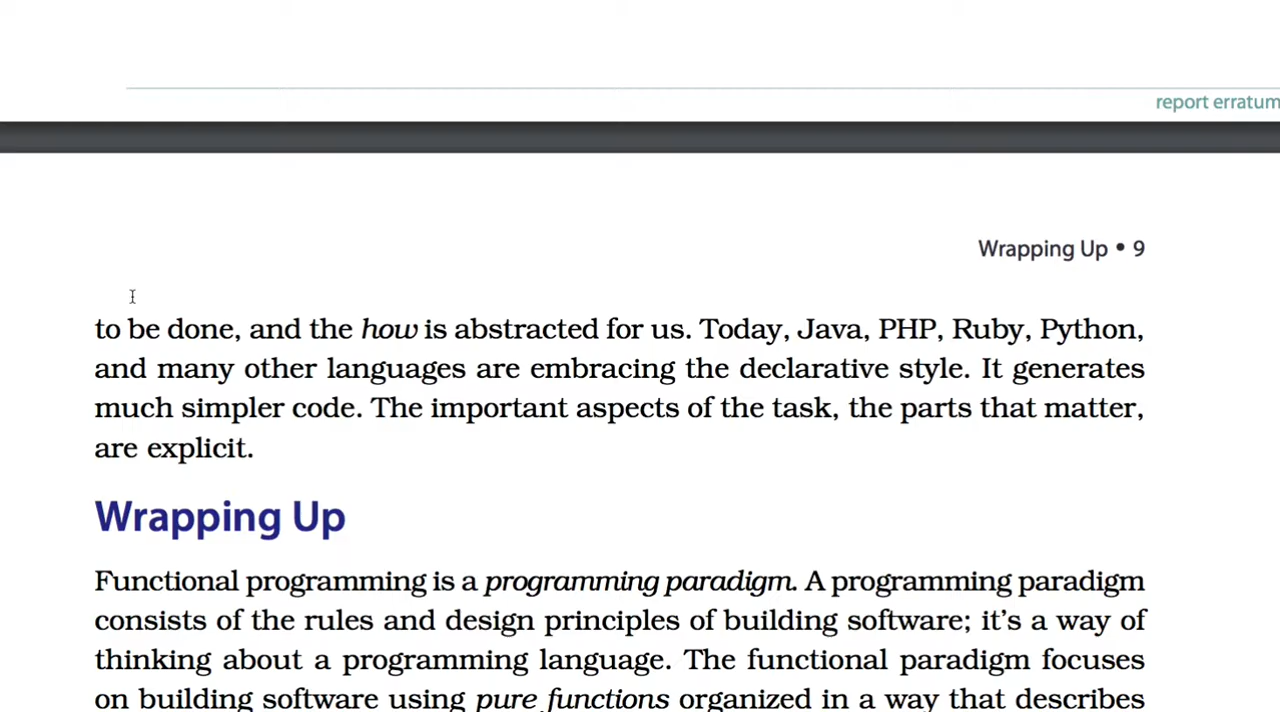 report erratum
Wrapping Up • 9
to be done, and the how is abstracted for us. Today, Java, PHP, Ruby, Python,
and many other languages are embracing the declarative style. It generates
much simpler code. The important aspects of the task, the parts that matter,
are explicit.
Wrapping Up
Functional programming is a programming paradigm. A programming paradigm
consists of the rules and design principles of building software; it's a way of
thinking about a programming language. The functional paradigm focuses
on building software using pure functions organized in a way that describes